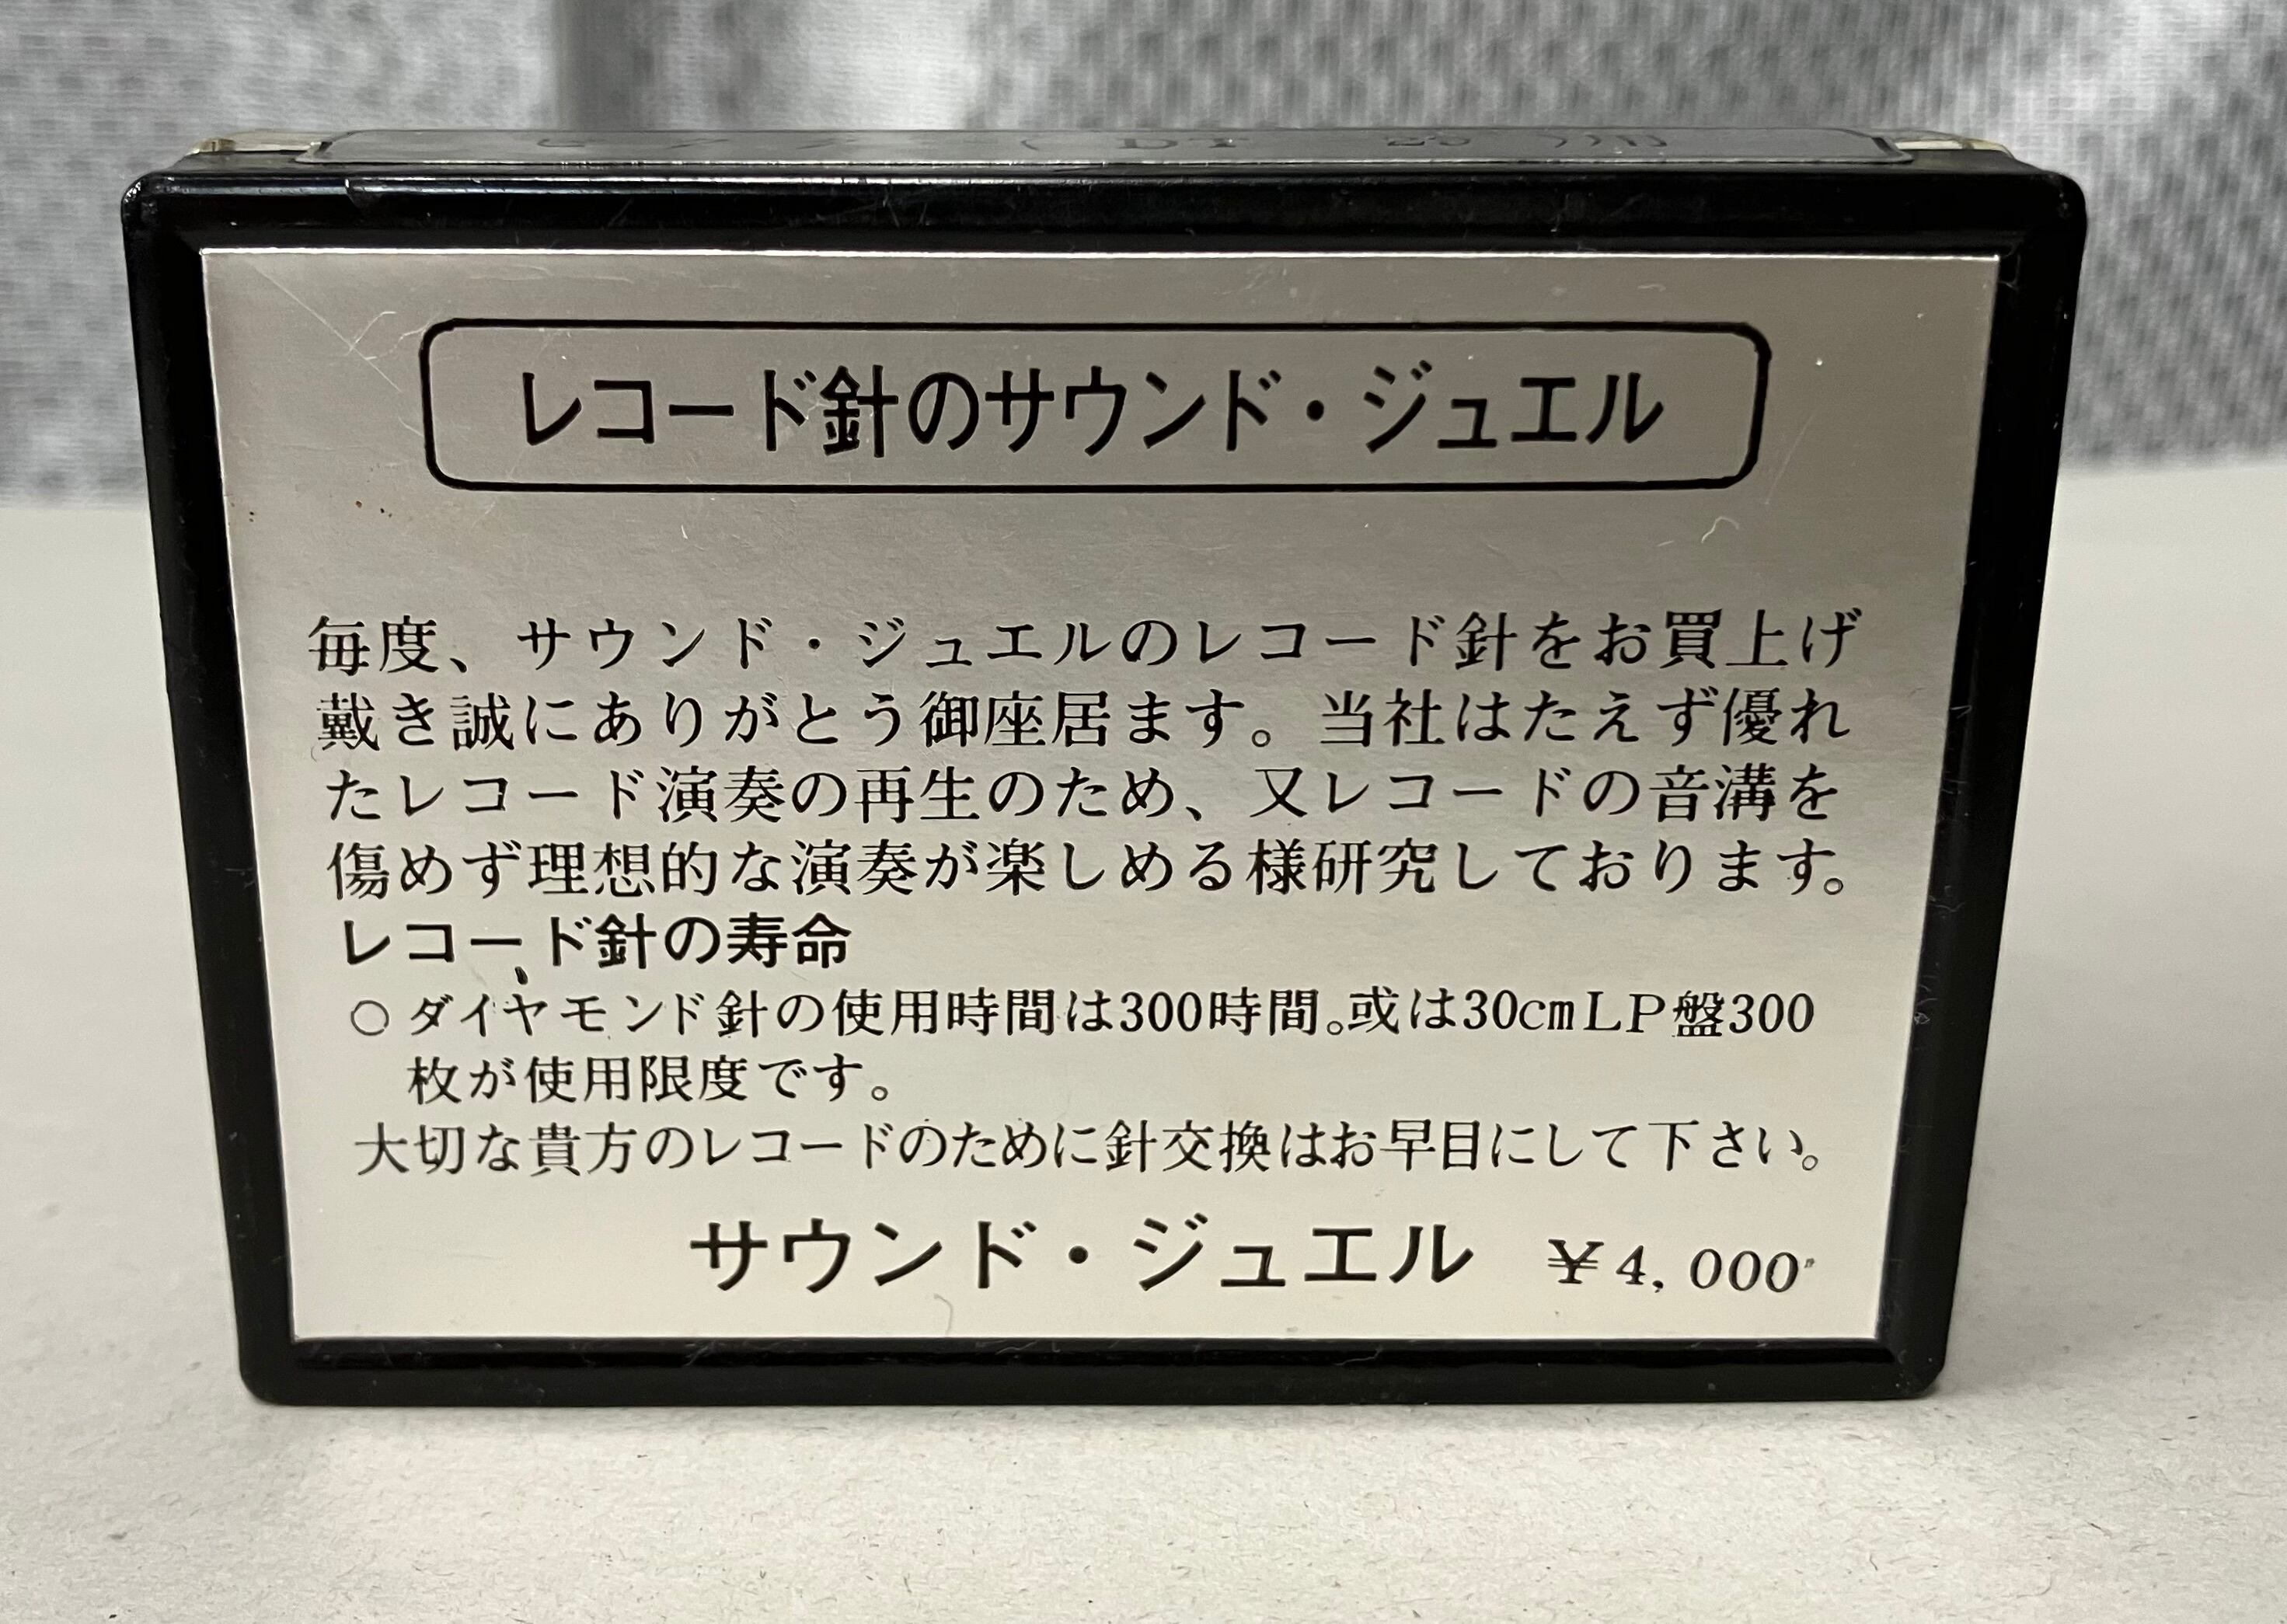 レコード針のサウンド・ジュエル
毎度、サウンド・ジュエルのレコード針をお買上げ
戴き誠にありがとう御座居ます。当社はたえず優れ
たレコード演奏の再生のため、又レコードの音溝を
傷めず理想的な演奏が楽しめる様研究しております。
レコード針の寿命
○ ダイヤモンド針の使用時間は300時間。或は30cmLP盤300
枚が使用限度です。
大切な貴方のレコードのために針交換はお早目にして下さい。
サウンド・ジュエル ¥4,000